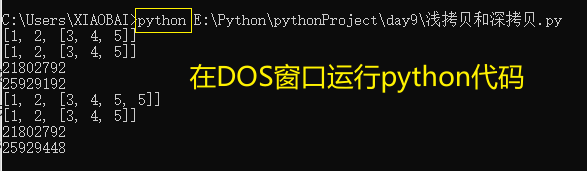 C:\Users\XIAOBAI>python E:\Python\pythonProject\day9\浅拷贝和深拷贝.py
[1, 2, [3, 4, 5]]
[1, 2, [3, 4, 5]]
21802792
25929192
[1, 2, [3, 4, 5, 5]]
[1, 2, [3, 4, 5]]
21802792
25929448
在DOS窗口运行python代码